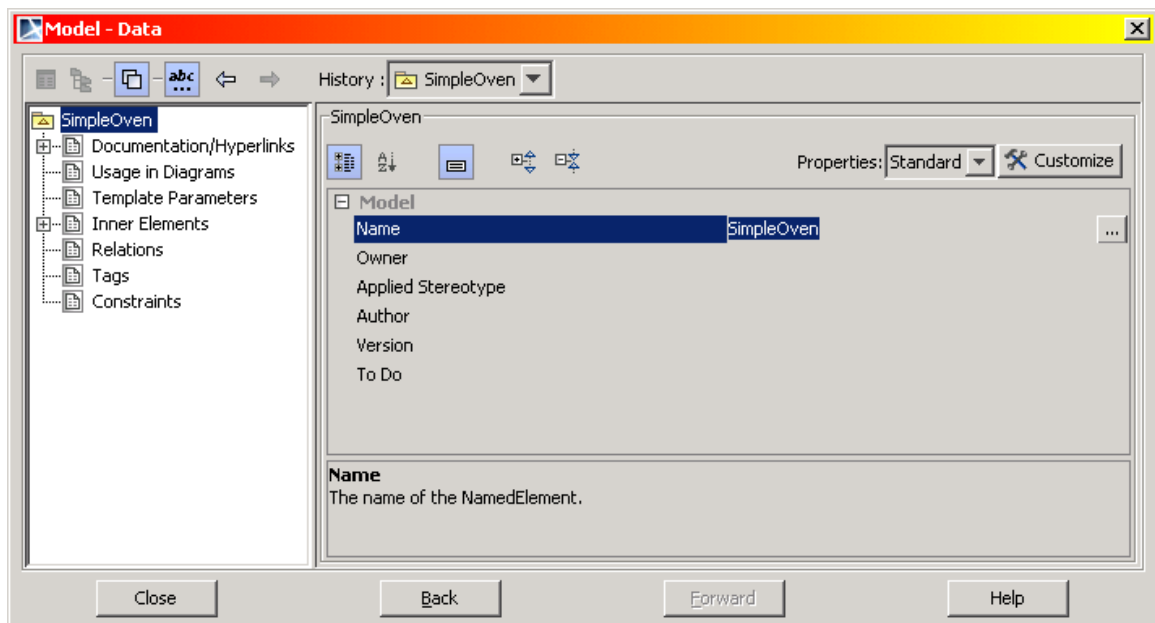 Model - Data
abc
...
History : SimpleOven
SimpleOven
Documentation/Hyperlinks
Usage in Diagrams
Template Parameters
Inner Elements
Relations
Tags
Constraints
SimpleOven
A
Z
Properties: Standard Customize
Model
Name SimpleOven ...
Owner
Applied Stereotype
Author
Version
To Do
Name
The name of the NamedElement.
Close Back Forward Help